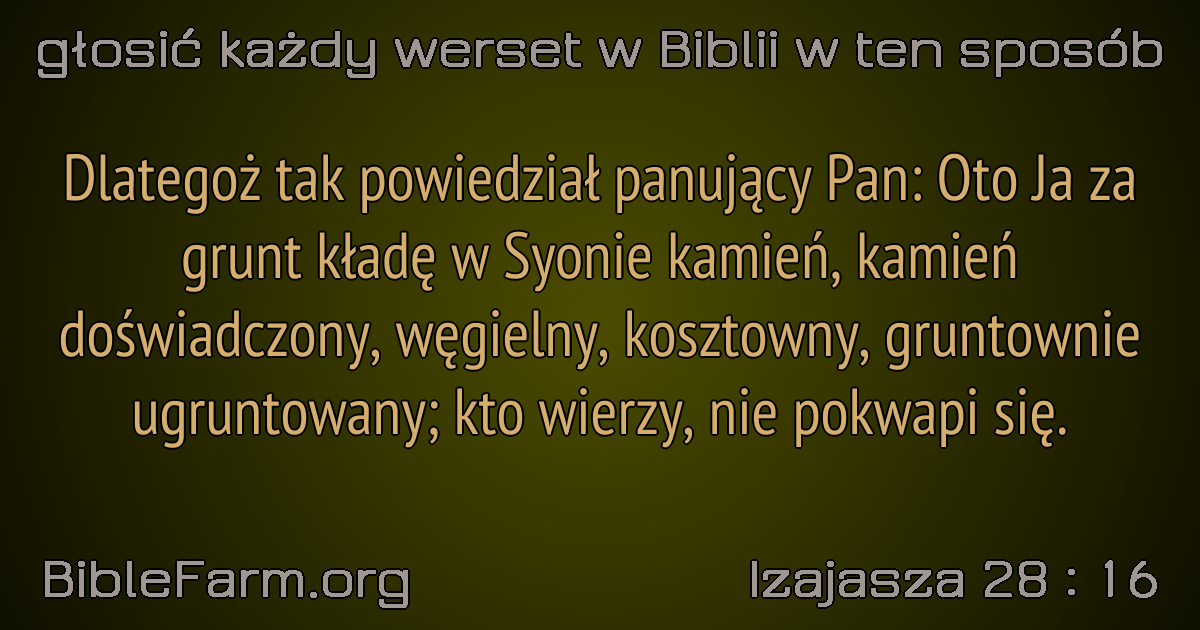 głosić każdy werset w Biblii w ten sposób
Dlategoż tak powiedział panujący Pan: Oto Ja za
grunt kładę w Syonie kamień, kamień
doświadczony, węgielny, kosztowny, gruntownie
ugruntowany; kto wierzy, nie pokwapi się.
BibleFarm.org
Izajasza 28 : 16